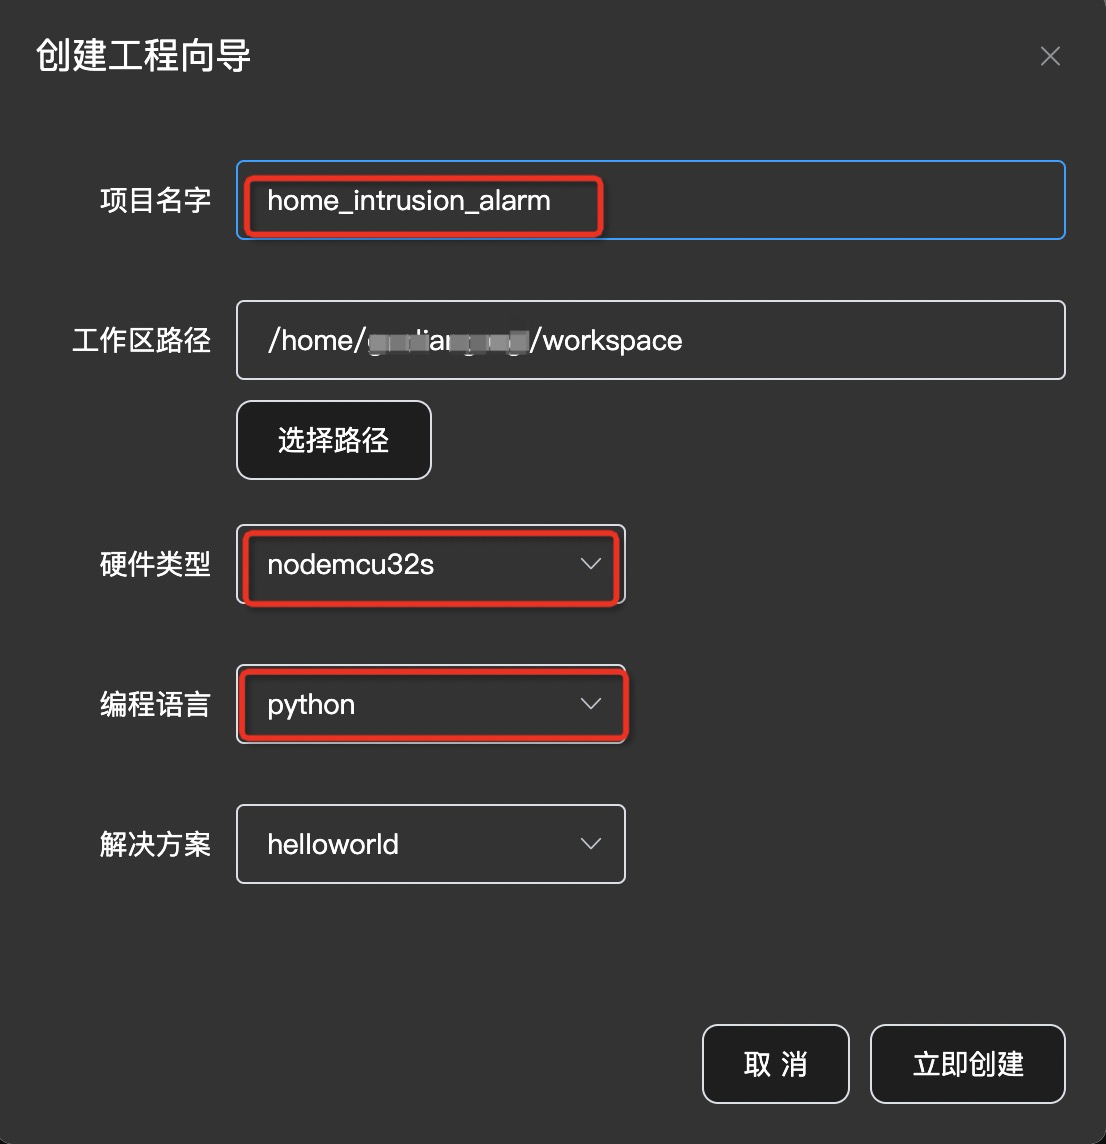 创建工程向导
项目名字 home_intrusion_alarm
工作区路径 /home/ /workspace
选择路径
硬件类型 nodemcu32s
编程语言 python
解决方案 helloworld
取 消 立即创建